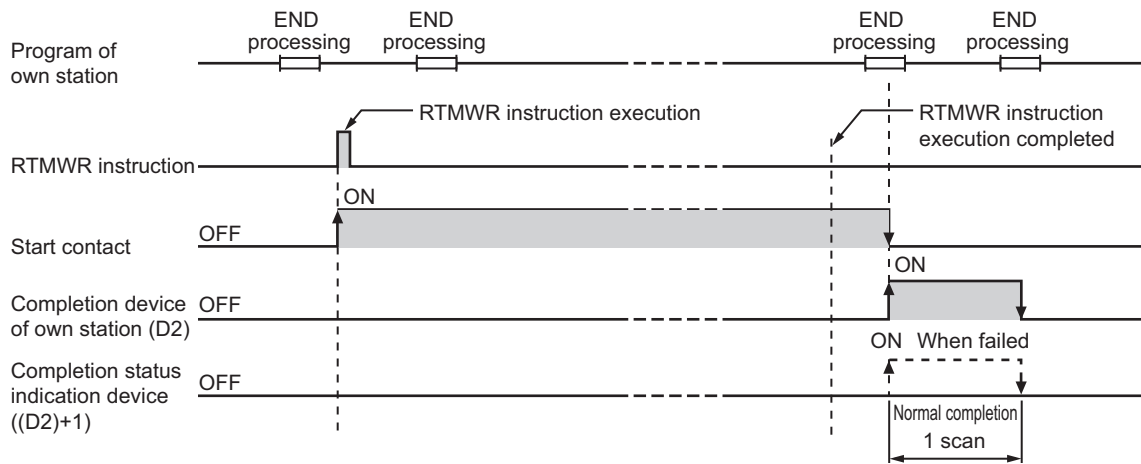 END
processing
END
processing
END
processing
END
processing
Program of
own station
RTMWR instruction execution
RTMWR instruction
execution completed
RTMWR instruction
ON
Start contact
OFF
ON
Completion device
of own station (D2)
OFF
ON When failed
Completion status
indication device
((D2)+1)
OFF
Normal completion
1 scan